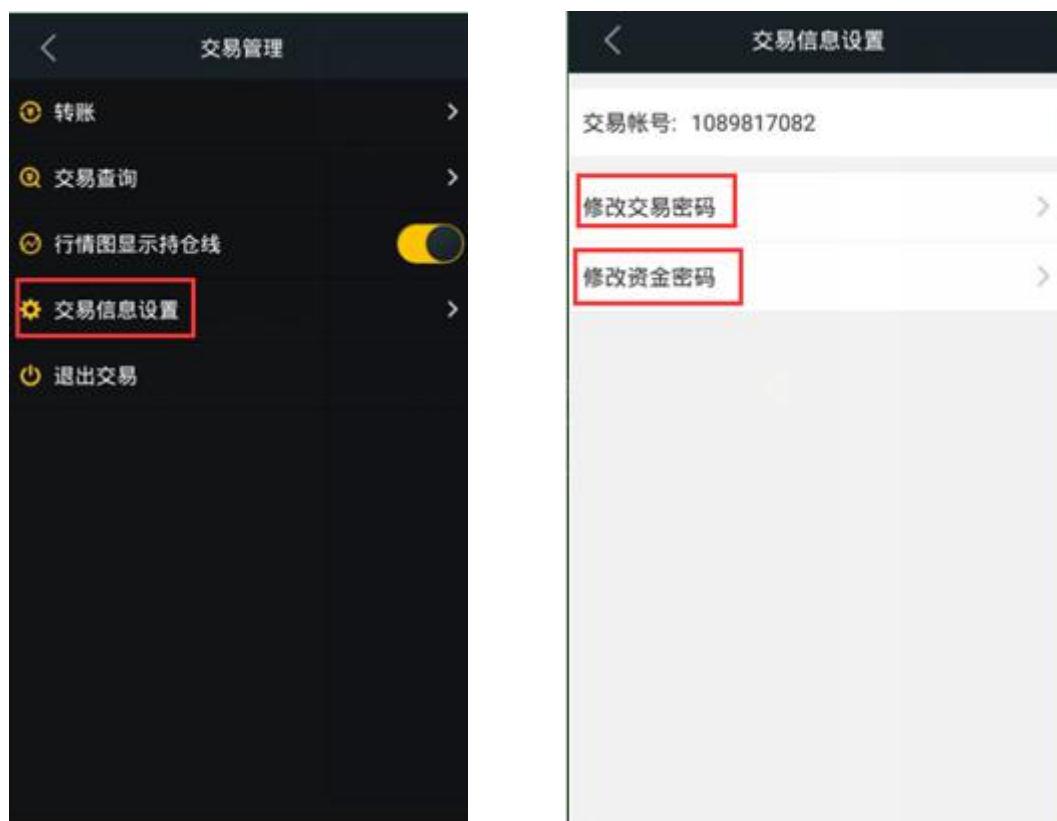 交易管理
转账
交易查询
行情图显示持仓线
交易信息设置
退出交易
交易信息设置
交易帐号: 1089817082
修改交易密码
修改资金密码